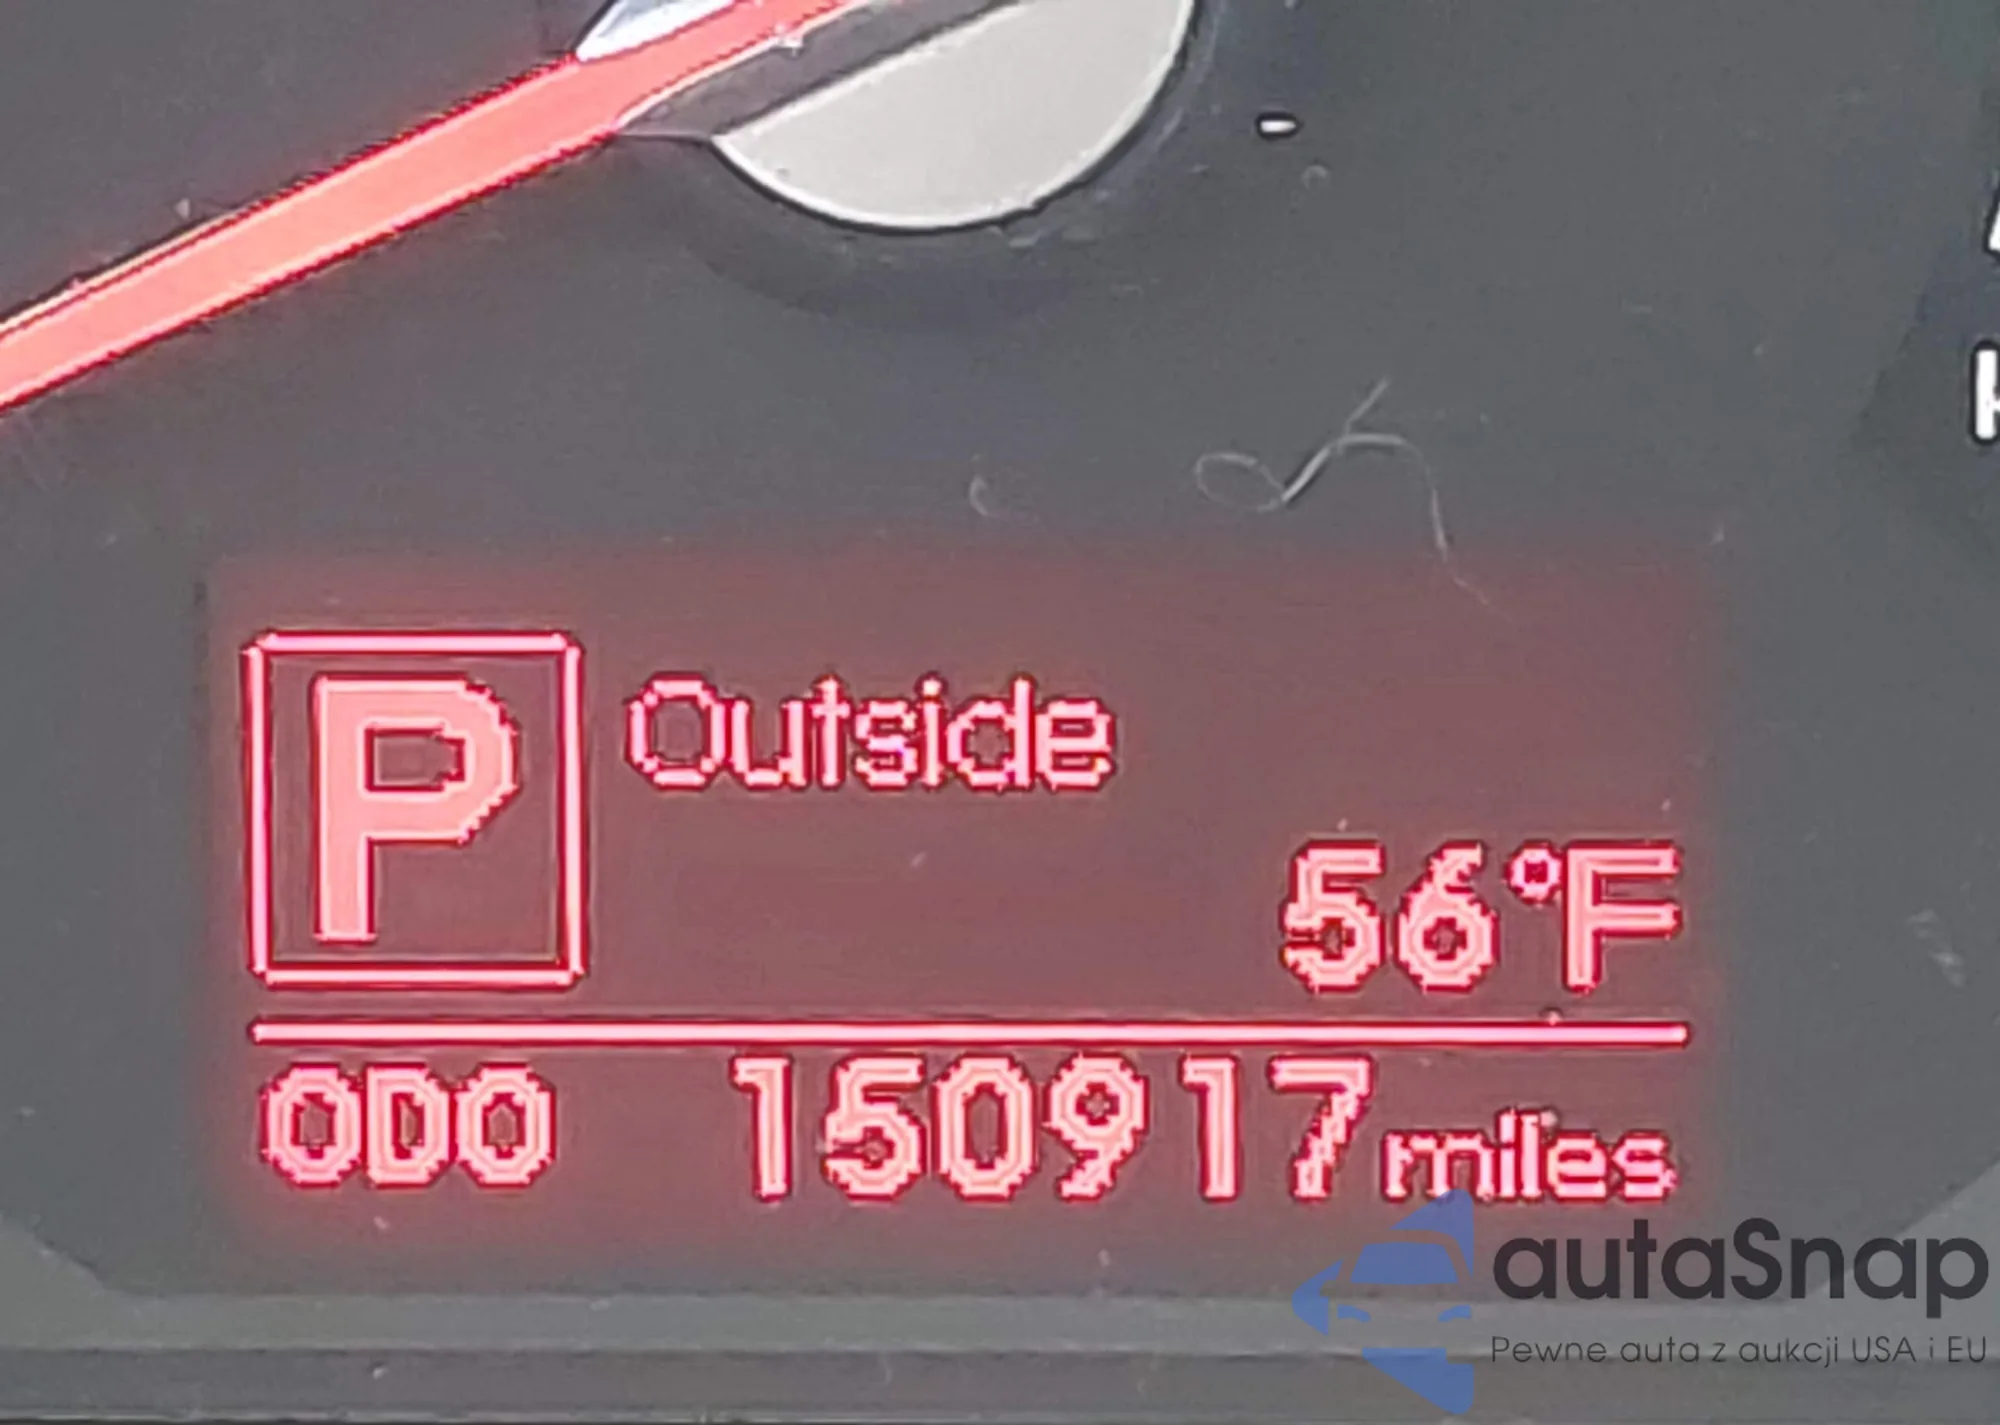 P Outside
56°F
ODO 150917 miles
autaSnap
Pewne auta z aukcji USA i EU